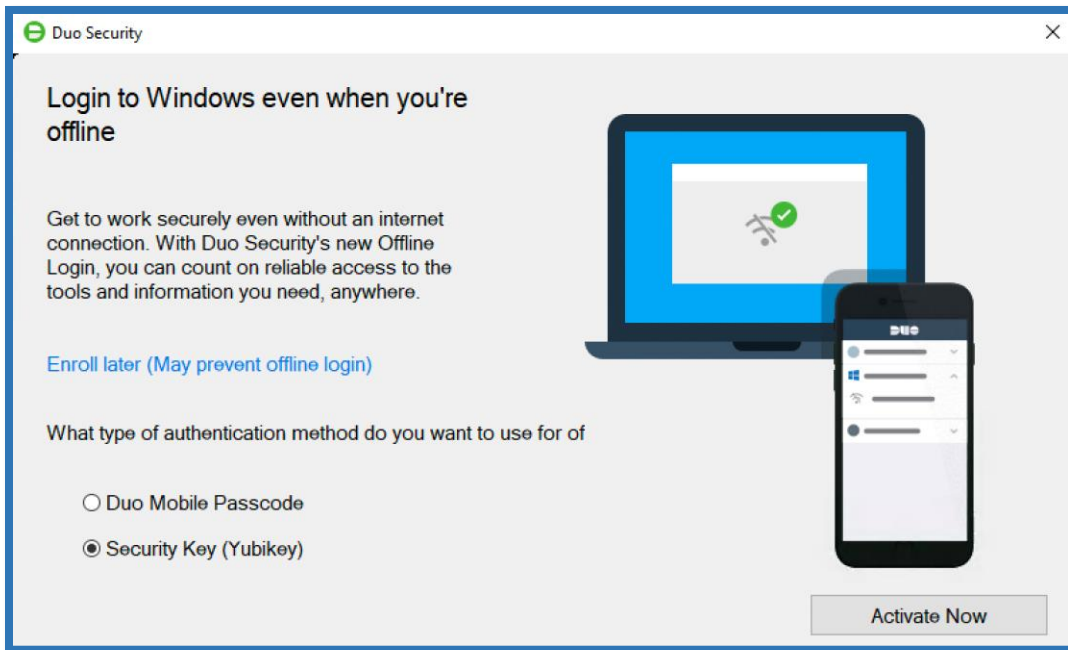 Duo Security
Login to Windows even when you're
offline
Get to work securely even without an internet
connection. With Duo Security's new Offline
Login, you can count on reliable access to the
tools and information you need, anywhere.
Enroll later (May prevent offline login)
What type of authentication method do you want to use for of
Duo Mobile Passcode
Security Key (Yubikey)
DUO
Activate Now